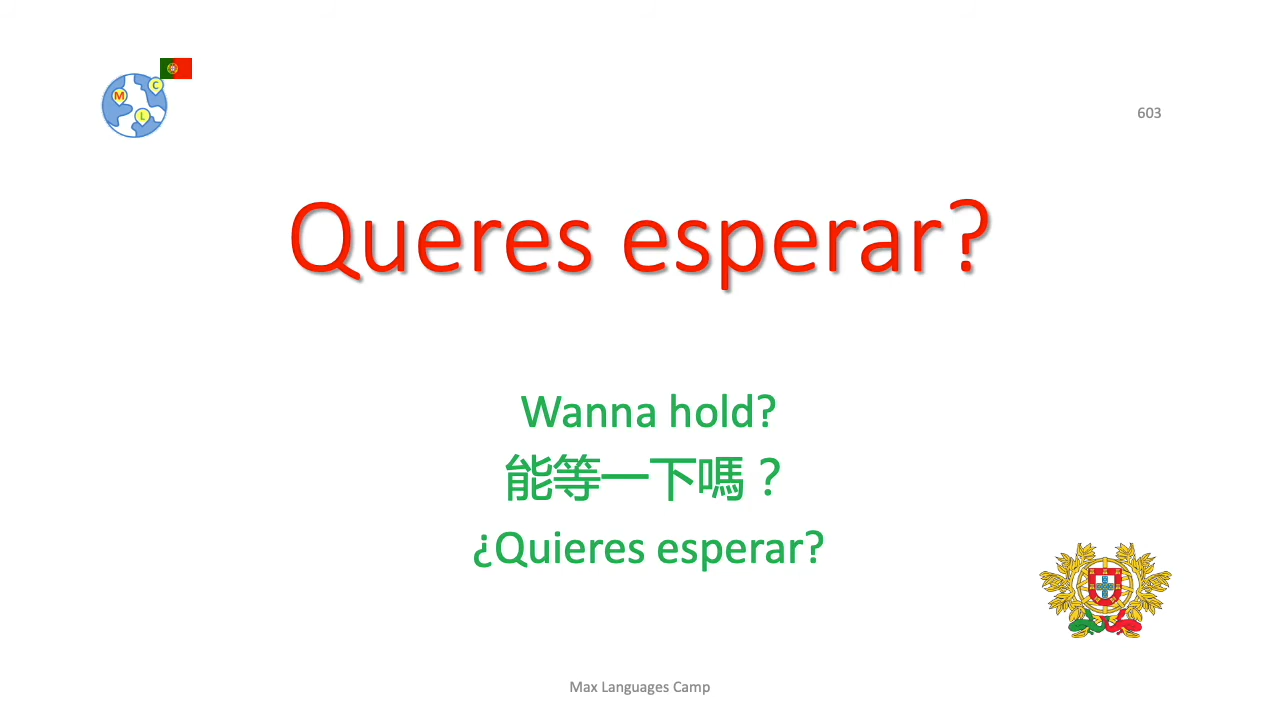 M
C
L
603
Queres esperar?
Wanna hold?
能等一下嗎？
¿Quieres esperar?
Max Languages Camp